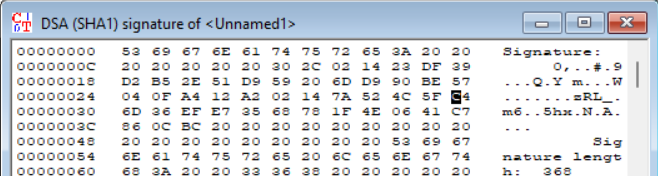 DSA (SHA1) signature of <Unnamed1>
00000000 53 69 67 6E 61 74 75 72 65 3A 20 20 Signature:
0000000C 20 20 20 20 20 30 2C 02 14 23 DF 39 0,..#.9
00000018 D2 B5 2E 51 D9 59 20 6D D9 90 BE 57 ...Q.Y m...W
00000024 04 0F A4 12 A2 02 14 7A 52 4C 5F C4 .......zRL_.
00000030 6D 36 EF E7 35 68 78 1F 4E 06 41 C7 m6..5hx.N.A.
0000003C 86 0C BC 20 20 20 20 20 20 20 20 20 ...
00000048 20 20 20 20 20 20 20 20 20 53 69 67 Sig
00000054 6E 61 74 75 72 65 20 6C 65 6E 67 74 nature lengt
00000060 68 3A 20 20 33 36 38 20 20 20 20 20 h: 368